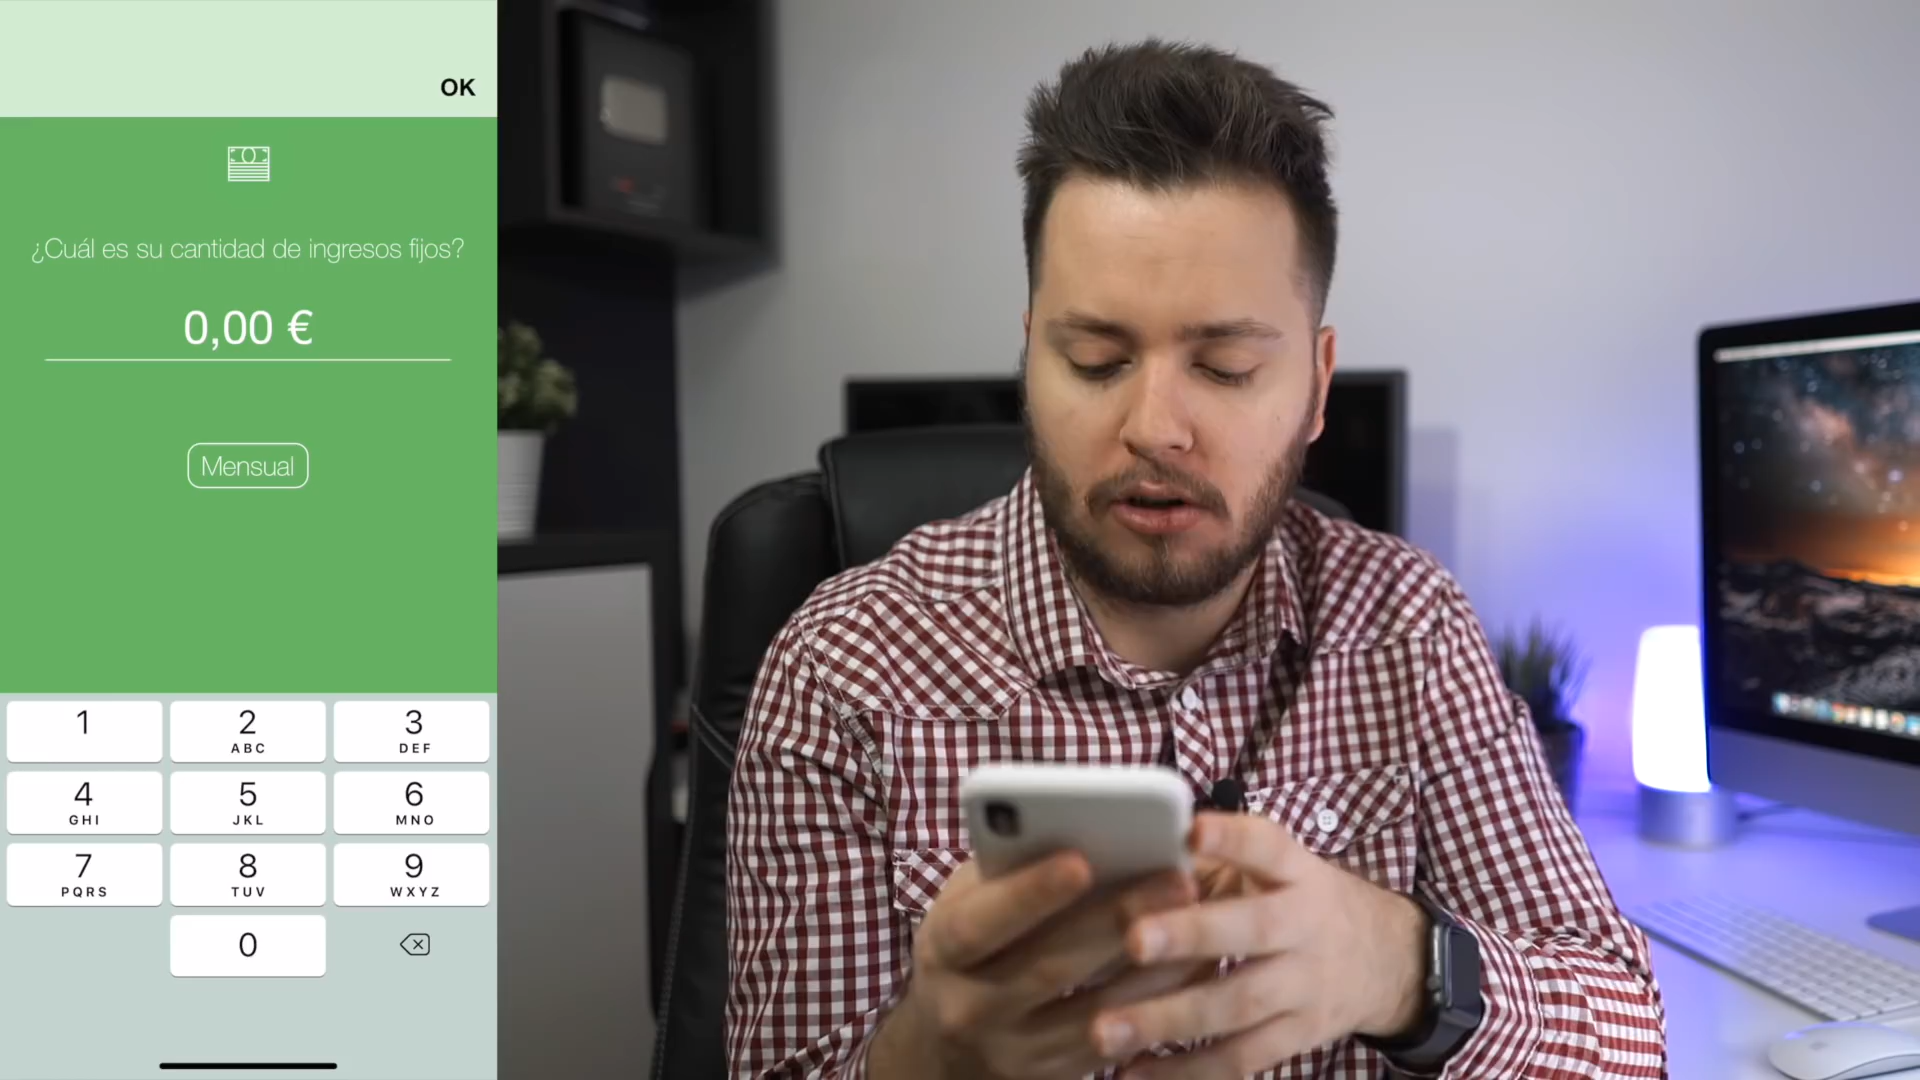 OK
¿Cuál es su cantidad de ingresos fijos?
0,00 €
Mensual
1
2
ABC
3
DEF
4
GHI
5
JKL
6
MNO
7
PQRS
8
TUV
9
WXYZ
0